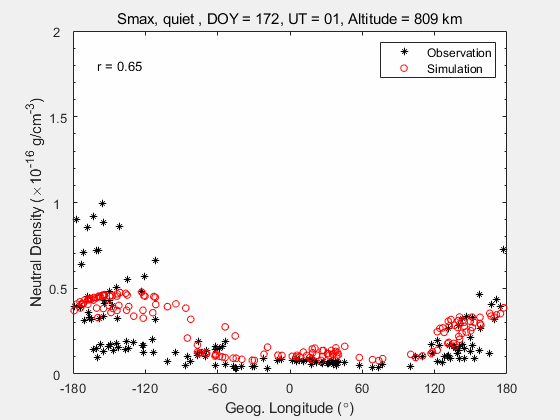 Smax, quiet , DOY = 172, UT = 01, Altitude = 809 km
2
Observation
Simulation
r = 0.65
1.5
1
0.5
0
Neutral Density (×10⁻¹⁶ g/cm⁻³)
-180 -120 -60 0 60 120 180
Geog. Longitude (°)